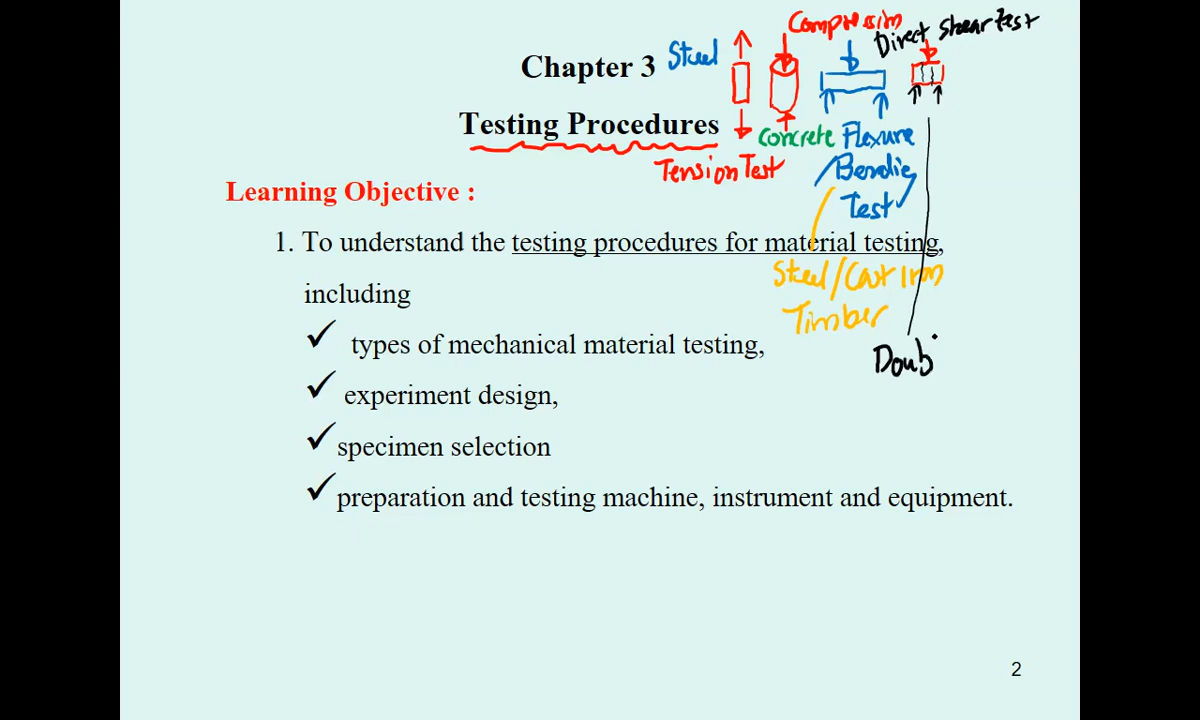 Compression
Direct Shear test
Chapter 3
Steel
Testing Procedures
Concrete
Flexure
Tension Test
/Bending
Test
Learning Objective :
1. To understand the testing procedures for material testing,
Steel/Cast Iron
including
Timber
✓ types of mechanical material testing,
Doub
✓ experiment design,
✓ specimen selection
✓ preparation and testing machine, instrument and equipment.
2